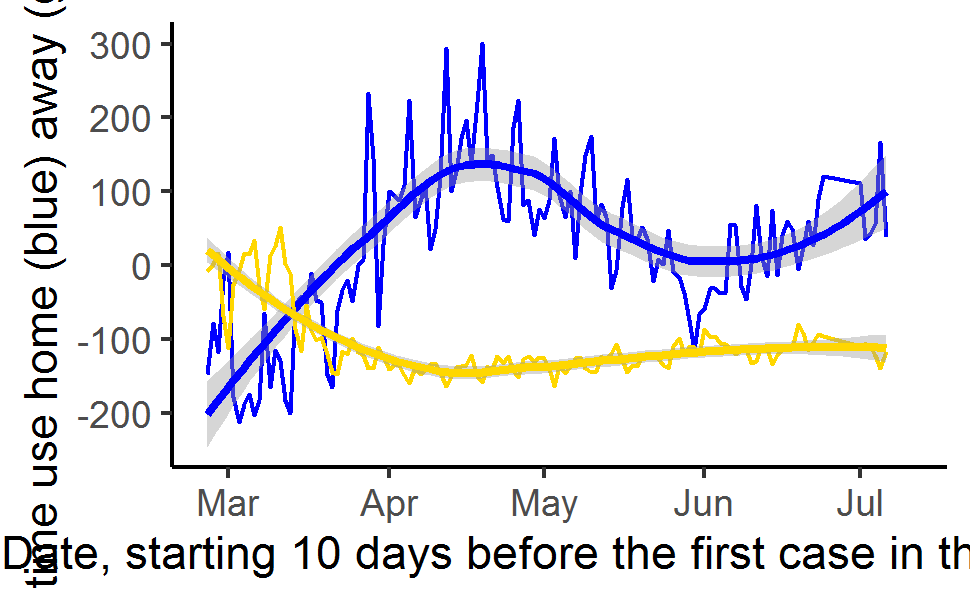 time use home (blue) away (
300
200
100
0
-100
-200
Mar Apr May Jun Jul
Date, starting 10 days before the first case in th